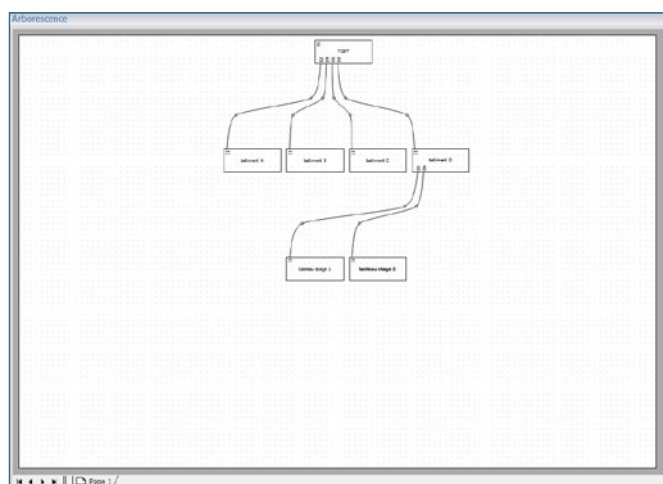 Arborescence
TGBT
batiment A
batiment B
batiment C
batiment D
tableau etage 1
tableau etage 2
Page 1